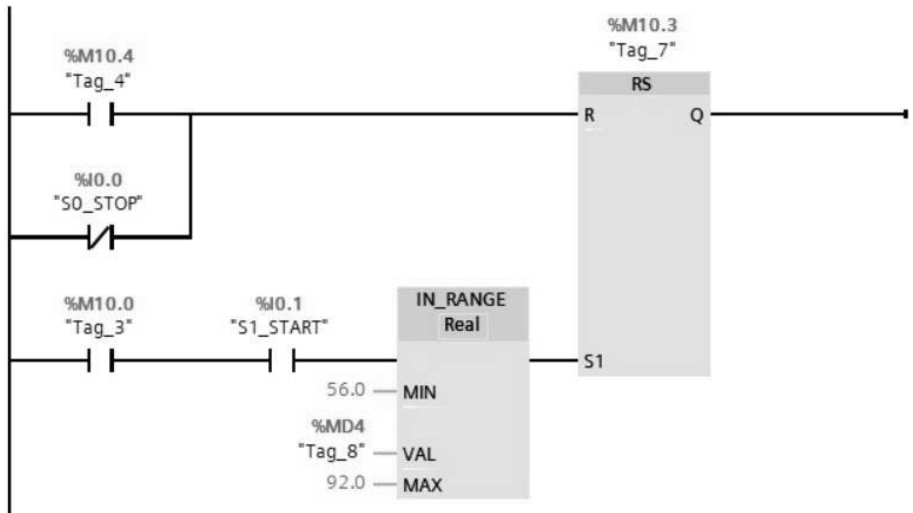 %M10.3
"Tag_7"
%M10.4
"Tag_4"
RS
R
Q
%I0.0
"S0_STOP"
%M10.0
"Tag_3"
%I0.1
"S1_START"
IN_RANGE
Real
S1
56.0
MIN
%MD4
"Tag_8"
VAL
92.0
MAX